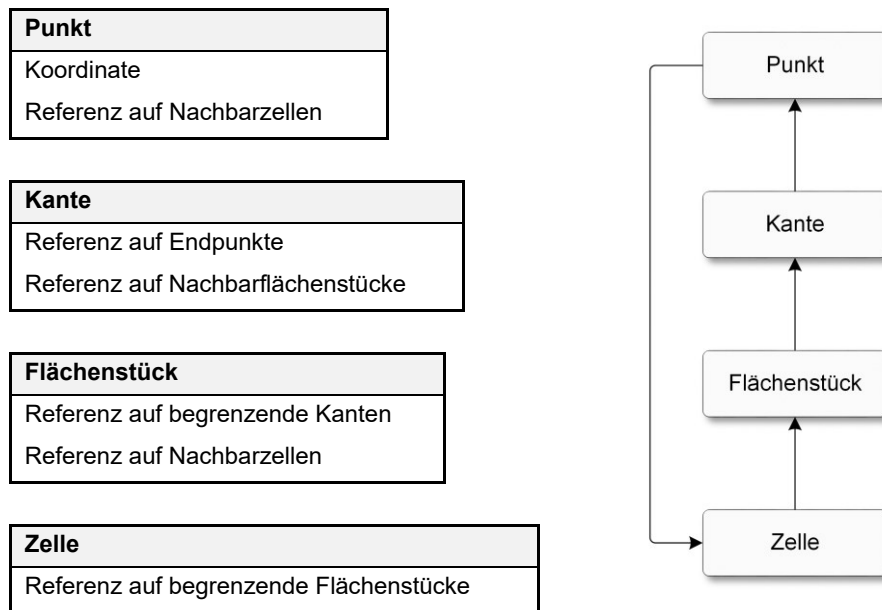 Punkt
Koordinate
Referenz auf Nachbarzellen
Kante
Referenz auf Endpunkte
Referenz auf Nachbarflächenstücke
Flächenstück
Referenz auf begrenzende Kanten
Referenz auf Nachbarzellen
Zelle
Referenz auf begrenzende Flächenstücke
Punkt
Kante
Flächenstück
Zelle